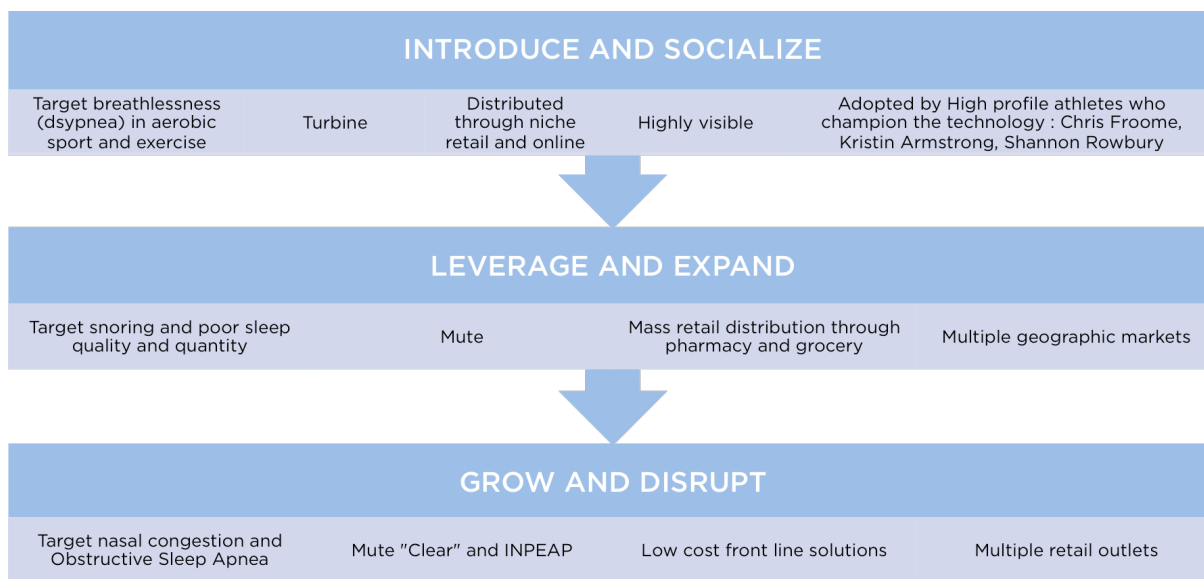 INTRODUCE AND SOCIALIZE
Target breathlessness
(dsypnea) in aerobic
sport and exercise
Turbine
Distributed
through niche
retail and online
Highly visible
Adopted by High profile athletes who
champion the technology : Chris Froome,
Kristin Armstrong, Shannon Rowbury
LEVERAGE AND EXPAND
Target snoring and poor sleep
quality and quantity
Mute
Mass retail distribution through
pharmacy and grocery
Multiple geographic markets
GROW AND DISRUPT
Target nasal congestion and
Obstructive Sleep Apnea
Mute "Clear" and INPEAP
Low cost front line solutions
Multiple retail outlets